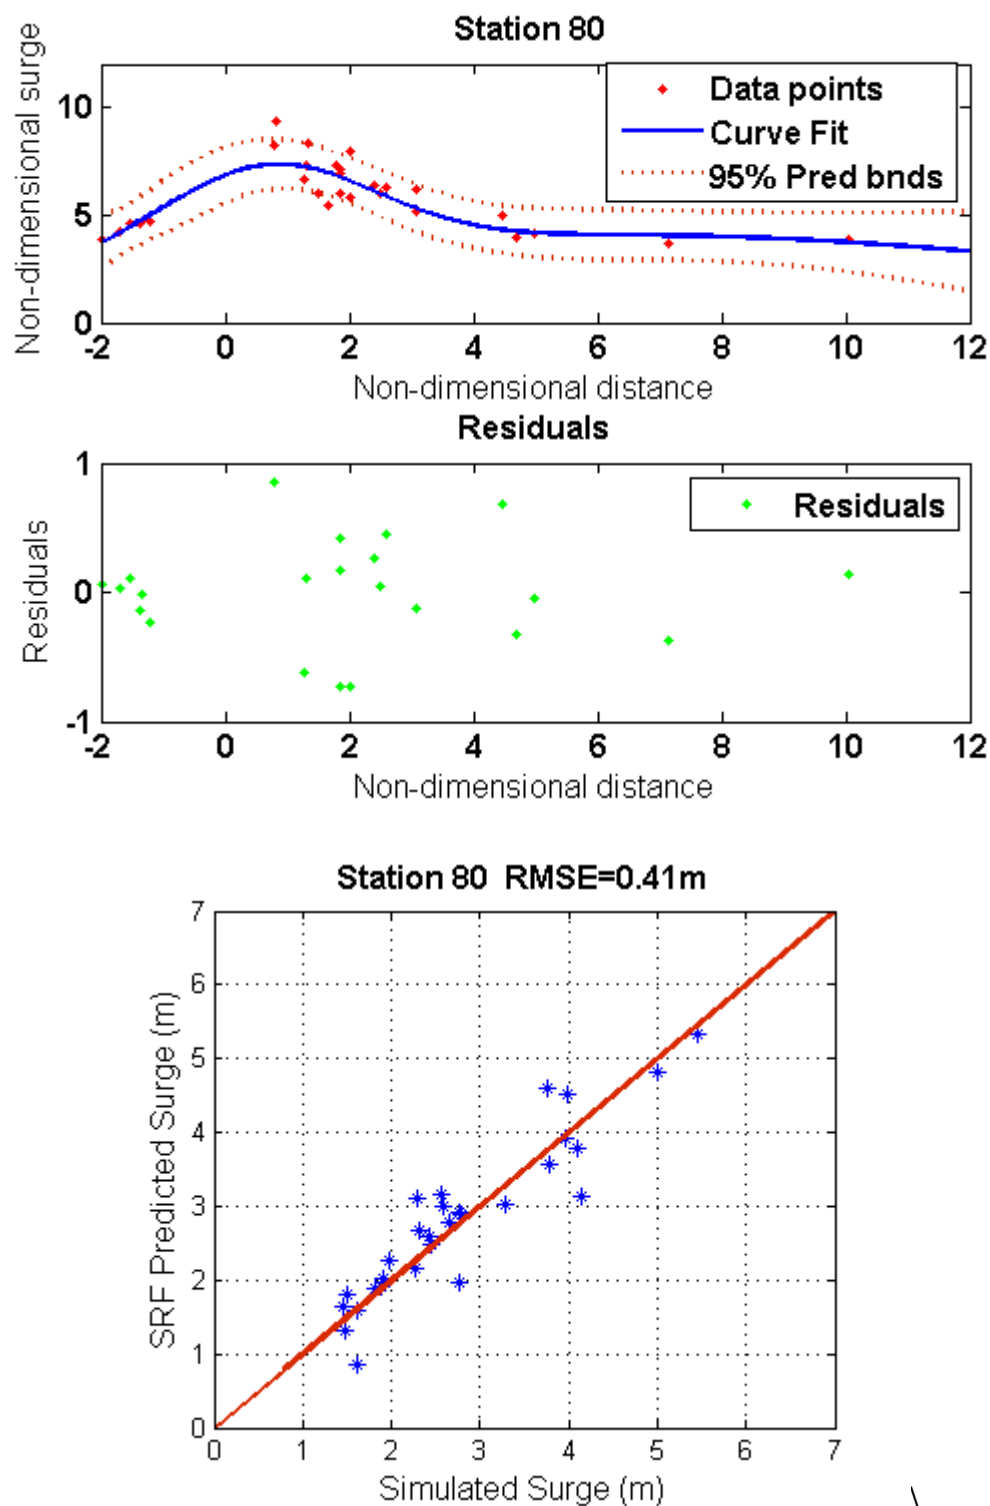 Station 80
Non-dimensional surge
10
5
0
Data points
Curve Fit
95% Pred bnds
-2 0 2 4 6 8 10 12
Non-dimensional distance
Residuals
Residuals
1
0
-1
Residuals
-2 0 2 4 6 8 10 12
Non-dimensional distance
Station 80 RMSE=0.41m
SRF Predicted Surge (m)
7
6
5
4
3
2
1
0
0 1 2 3 4 5 6 7
Simulated Surge (m)